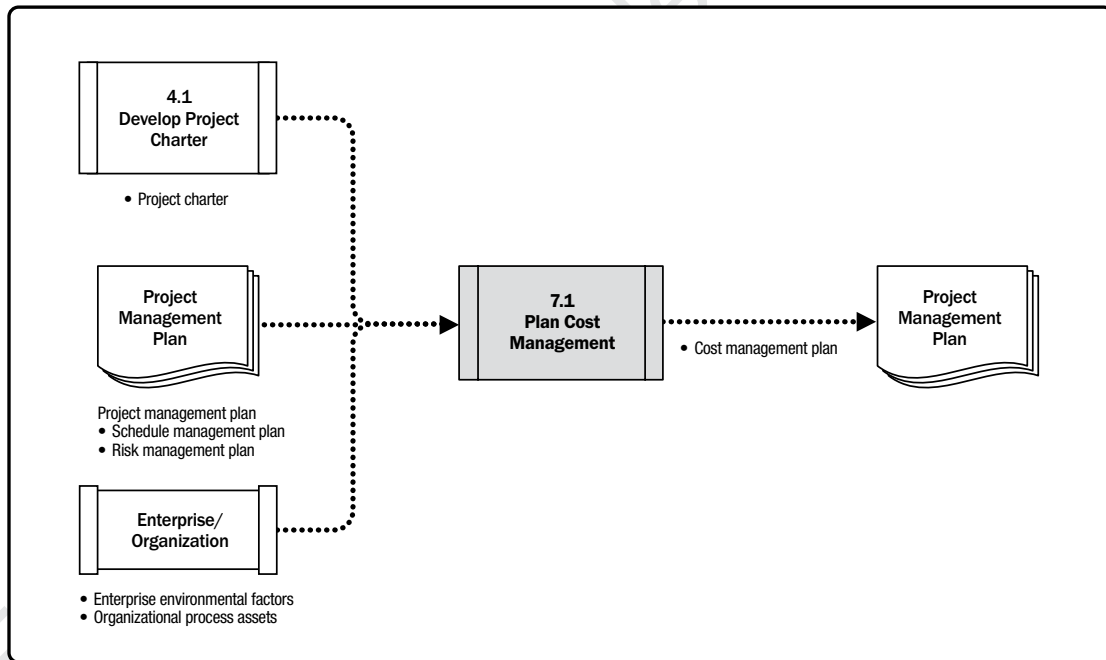 4.1
Develop Project
Charter
• Project charter
Project
Management
Plan
Project management plan
• Schedule management plan
• Risk management plan
Enterprise/
Organization
• Enterprise environmental factors
• Organizational process assets
7.1
Plan Cost
Management
• Cost management plan
Project
Management
Plan